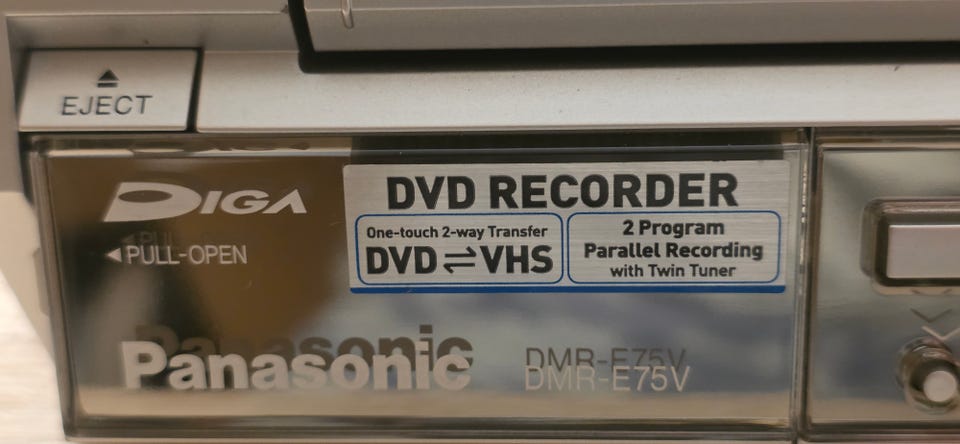 EJECT
DIGA
PULL-OPEN
DVD RECORDER
One-touch 2-way Transfer
DVD ⇌ VHS
2 Program
Parallel Recording
with Twin Tuner
Panasonic
DMR-E75V